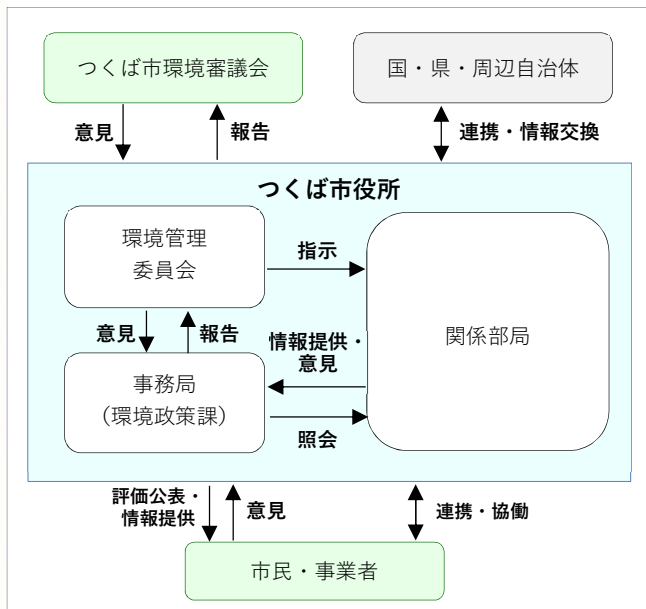 つくば市環境審議会
国・県・周辺自治体
意見
報告
連携・情報交換
つくば市役所
環境管理
委員会
指示
関係部局
意見
報告
情報提供・
意見
事務局
（環境政策課）
照会
評価公表・
情報提供
意見
連携・協働
市民・事業者